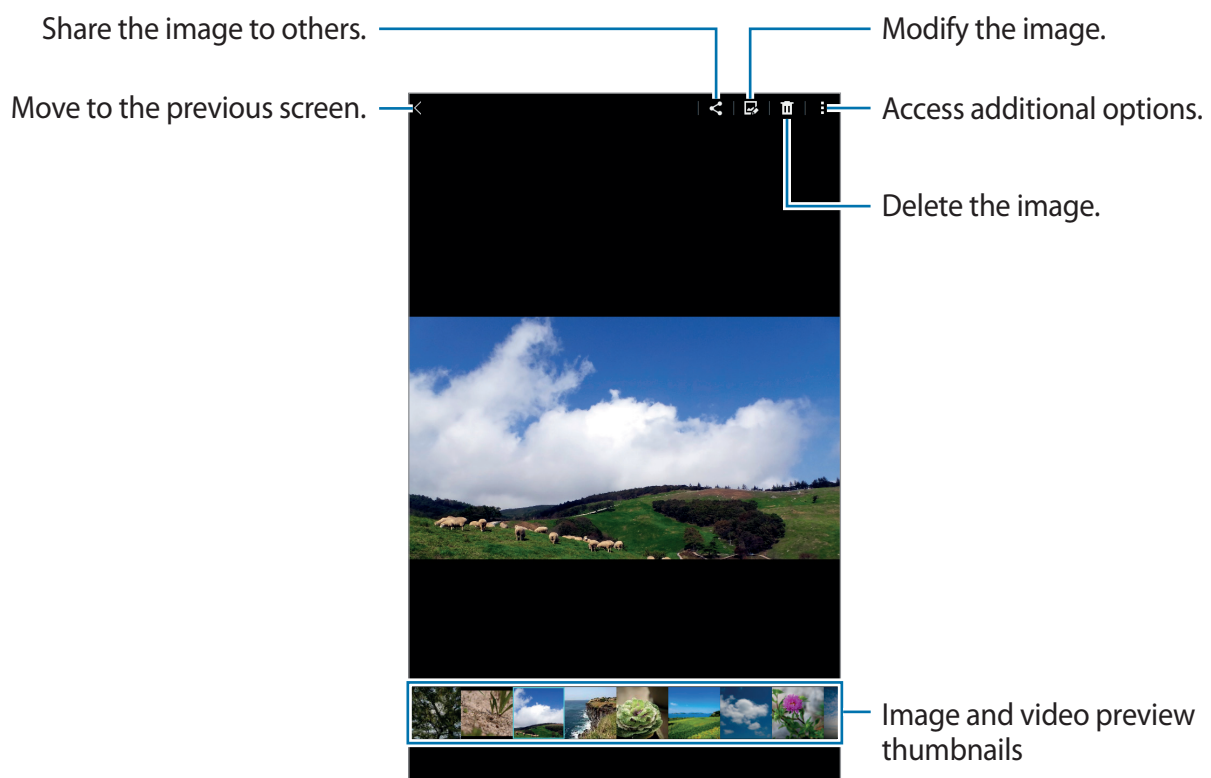 Share the image to others.
Modify the image.
Move to the previous screen.
Access additional options.
Delete the image.
Image and video preview
thumbnails